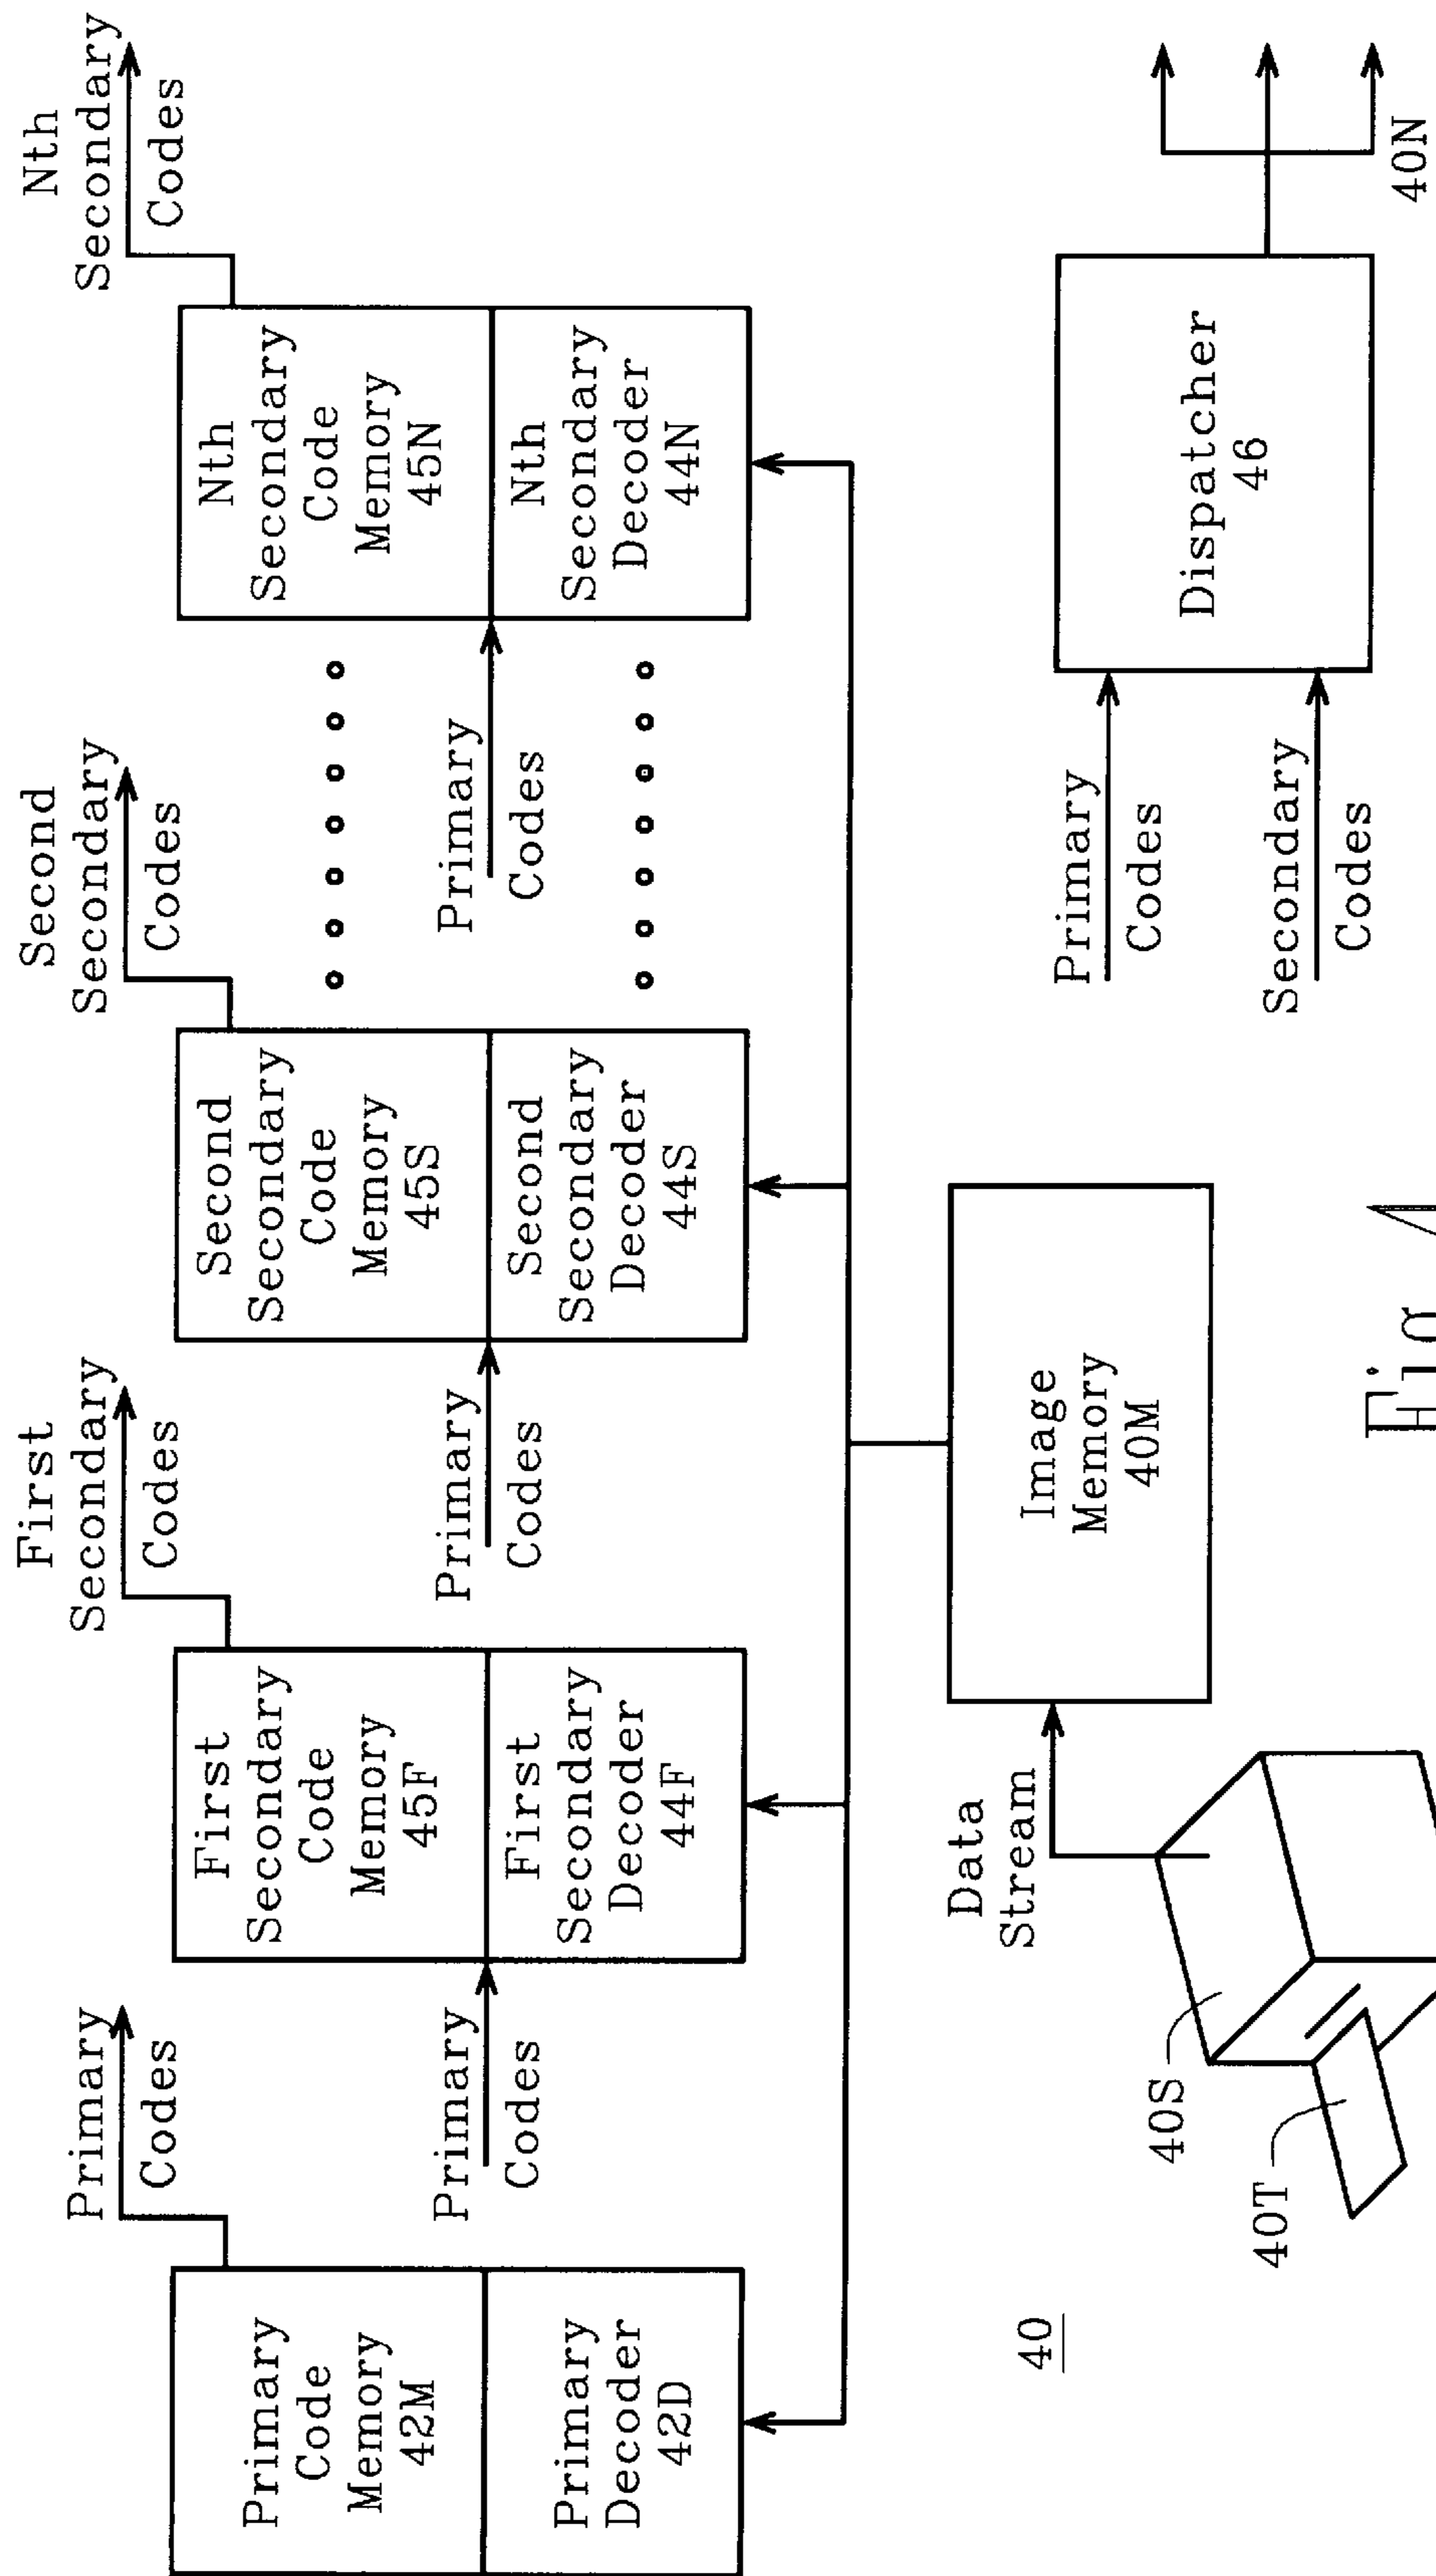 Primary
Codes
First
Secondary
Codes
Second
Secondary
Codes
Nth
Secondary
Codes
Primary
Code
Memory
42M
Primary
Decoder
42D
Primary
Codes
First
Secondary
Code
Memory
45F
First
Secondary
Decoder
44F
Primary
Codes
Second
Secondary
Code
Memory
45S
Second
Secondary
Decoder
44S
Primary
Codes
Nth
Secondary
Code
Memory
45N
Nth
Secondary
Decoder
44N
40
Data
Stream
40S
40T
Image
Memory
40M
Primary
Codes
Secondary
Codes
Dispatcher
46
40N
Fig 4